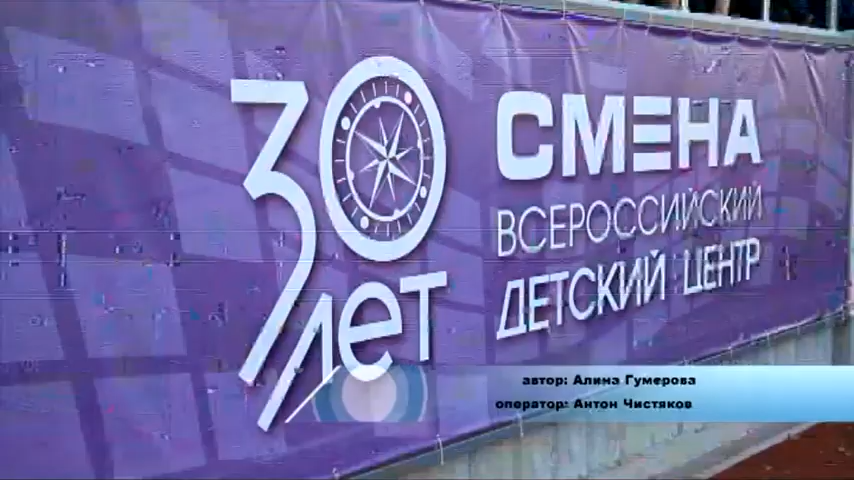 30 лет
СМЕНА
ВСЕРОССИЙСКИЙ
ДЕТСКИЙ ЦЕНТР
автор: Алина Гумерова
оператор: Антон Чистяков